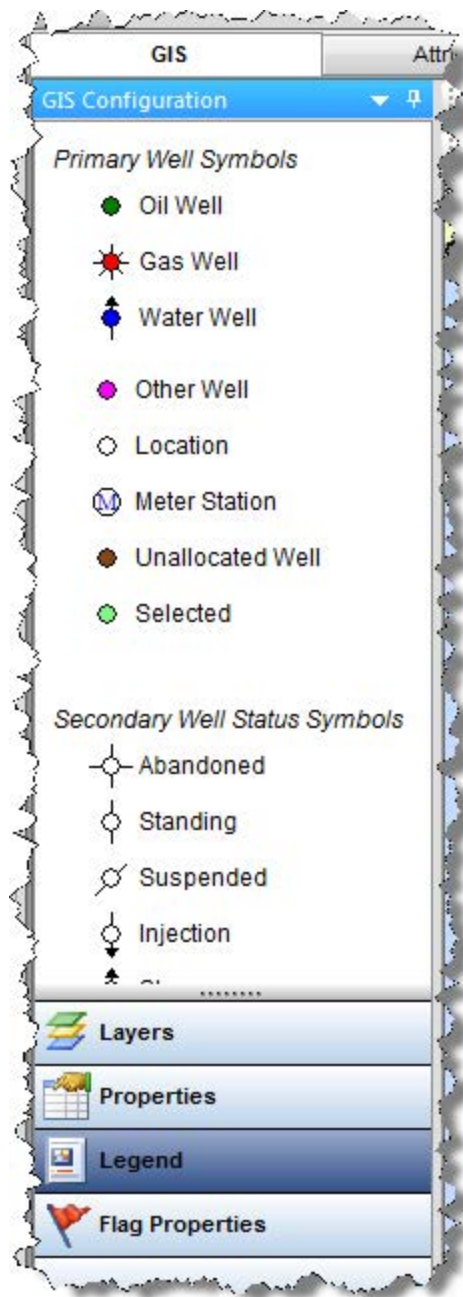 GIS
GIS Configuration
Primary Well Symbols
Oil Well
Gas Well
Water Well
Other Well
Location
M Meter Station
Unallocated Well
Selected
Secondary Well Status Symbols
Abandoned
Standing
Suspended
Injection
Layers
Properties
Legend
Flag Properties